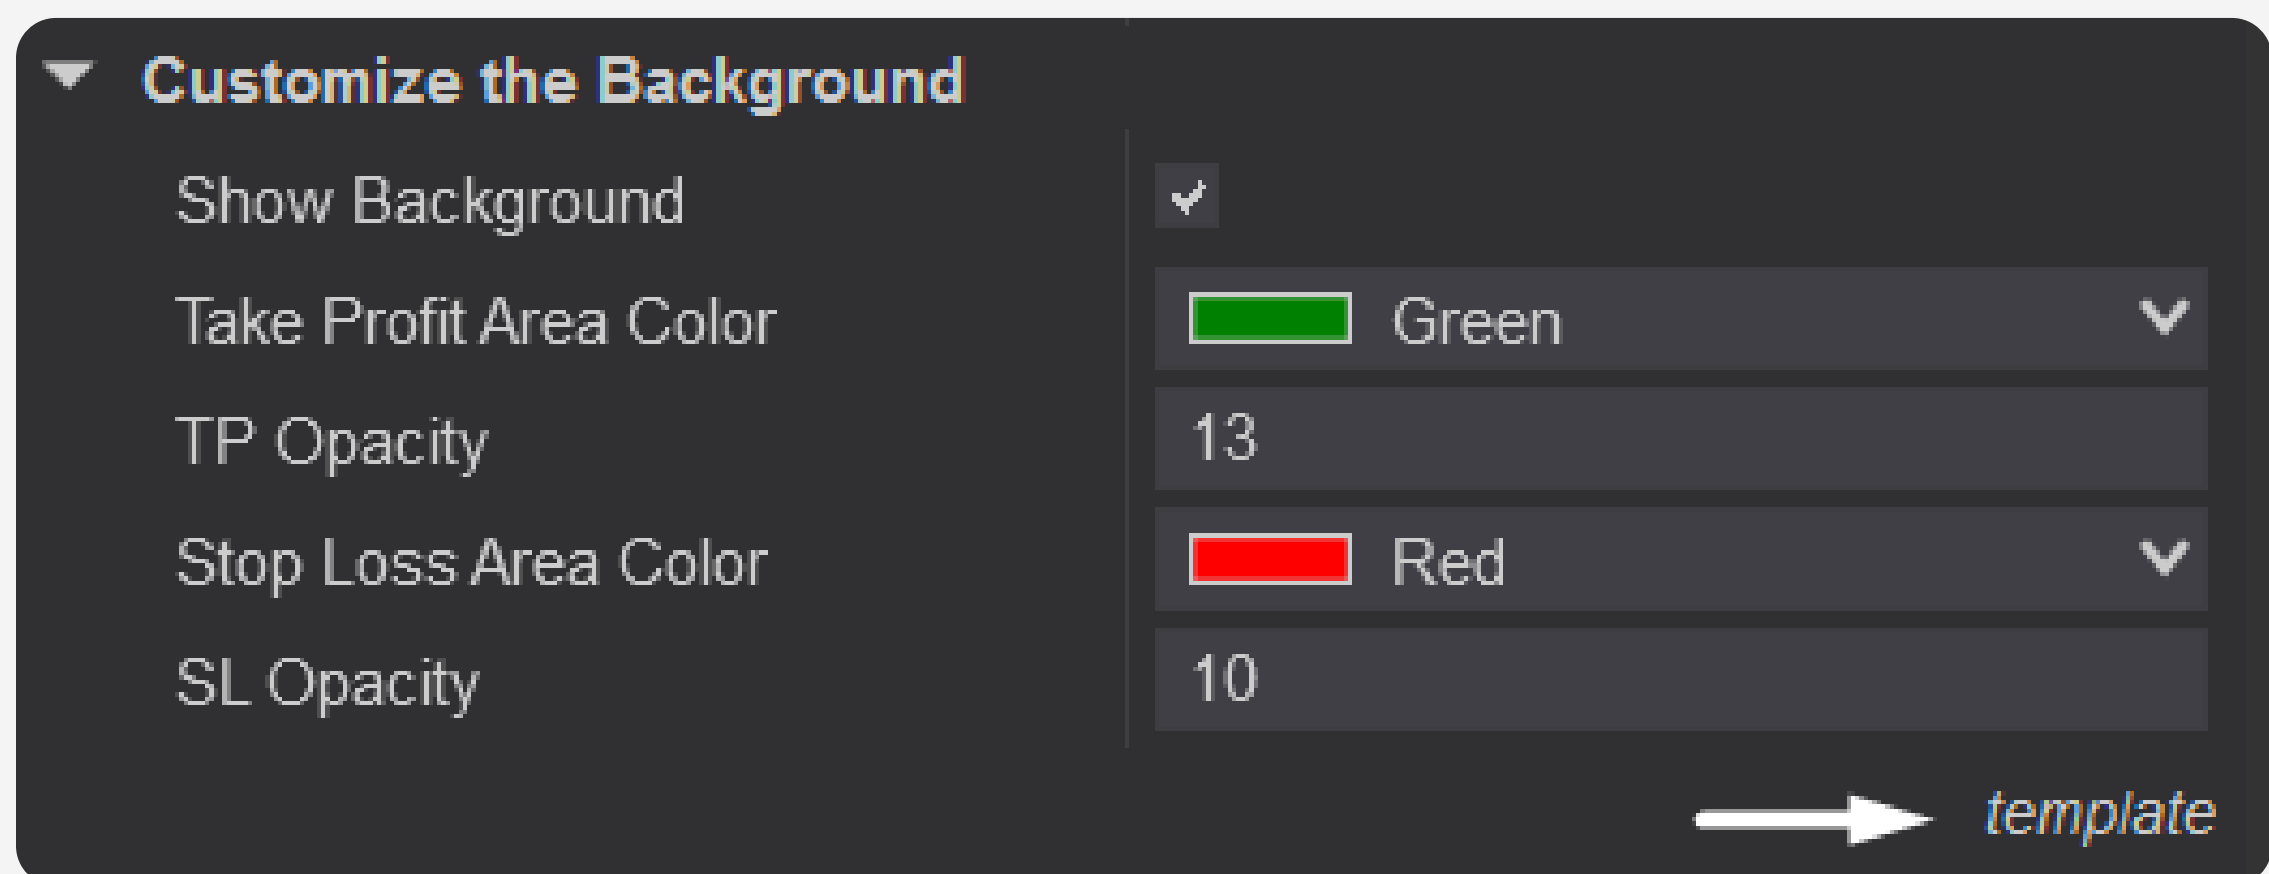 Customize the Background
Show Background
Take Profit Area Color Green
TP Opacity 13
Stop Loss Area Color Red
SL Opacity 10
template